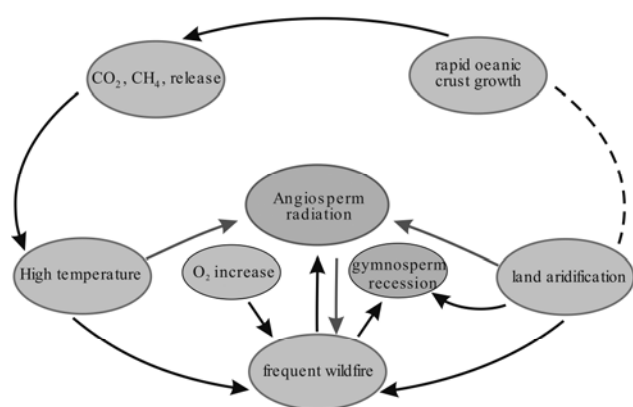 CO₂, CH₄, release
rapid oeanic
crust growth
Angiosperm
radiation
High temperature
O₂ increase
gymnosperm
recession
land aridification
frequent wildfire